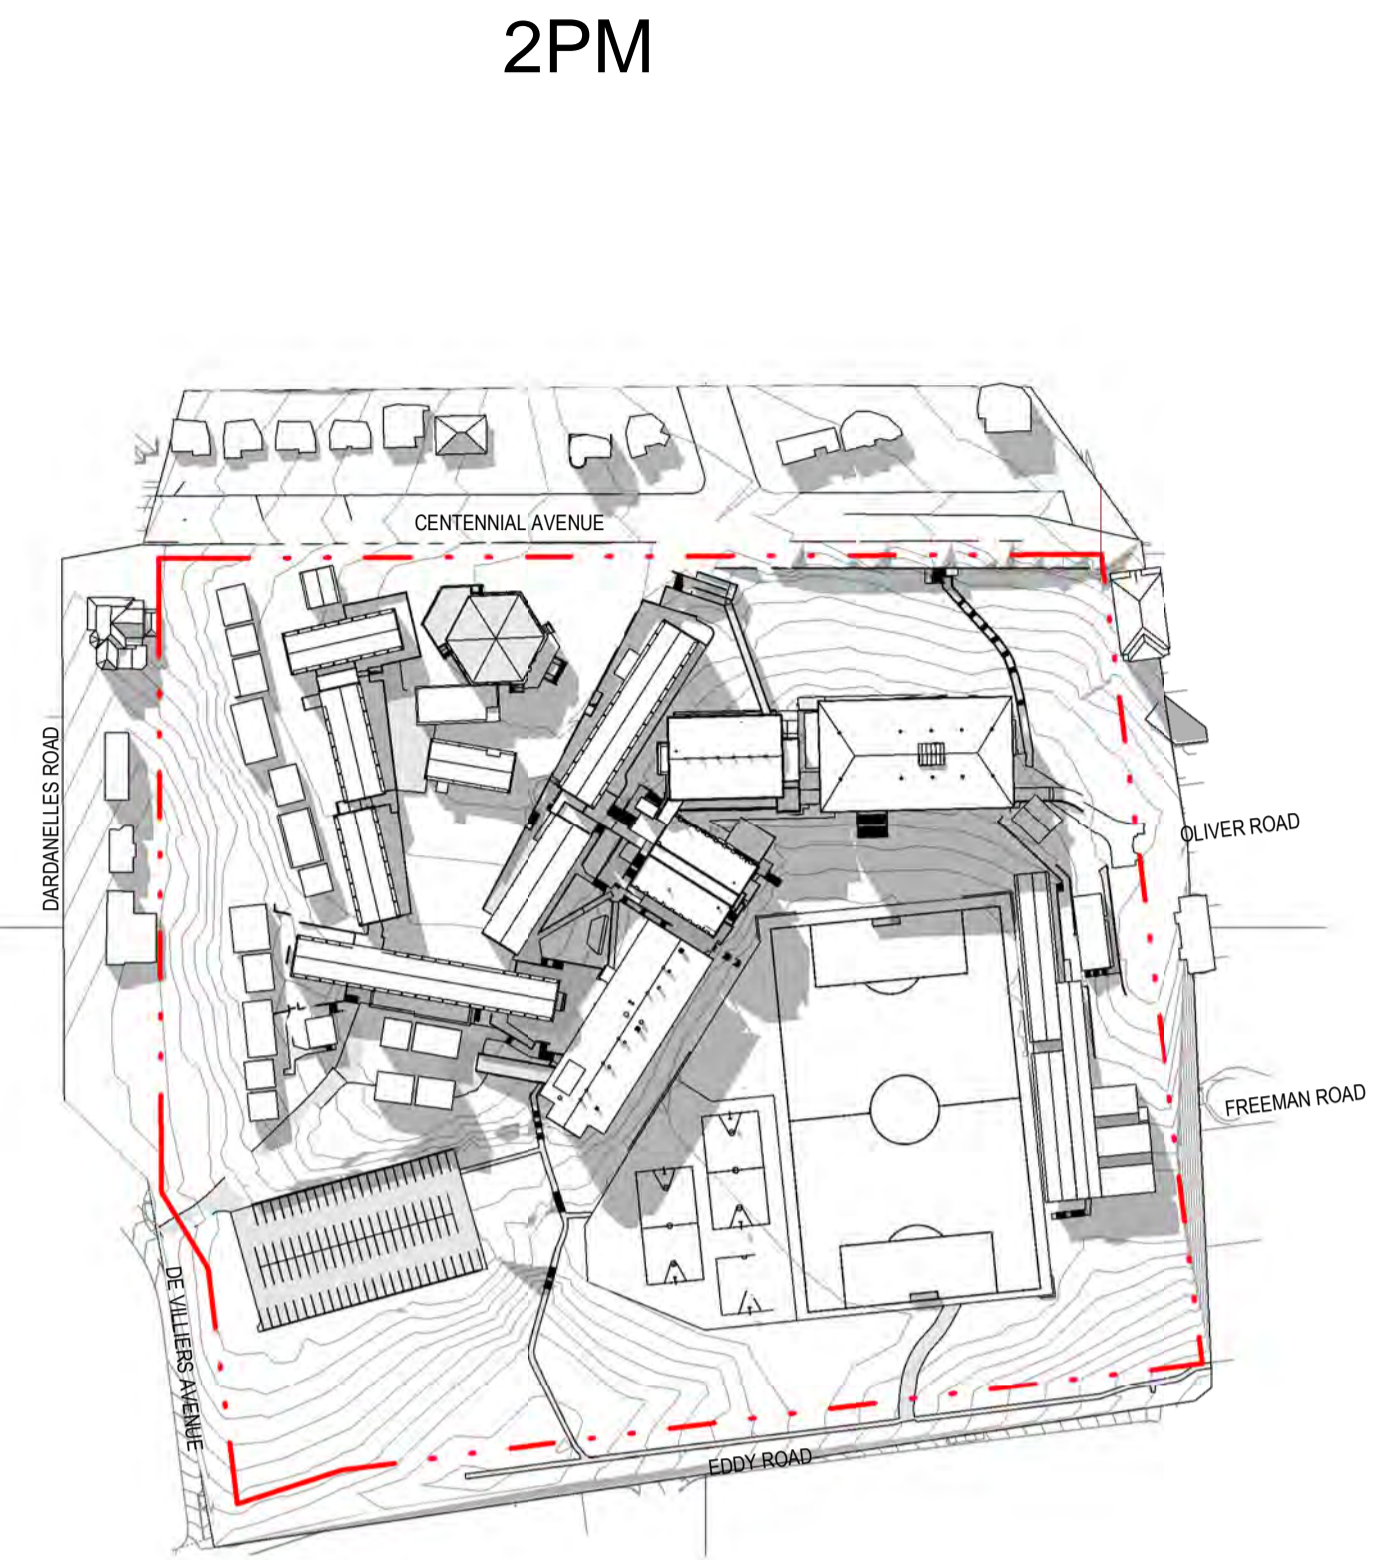 2PM
CENTENNIAL AVENUE
DARDANELLES ROAD
OLIVER ROAD
FREEMAN ROAD
DE VILLIERS AVENUE
EDDY ROAD